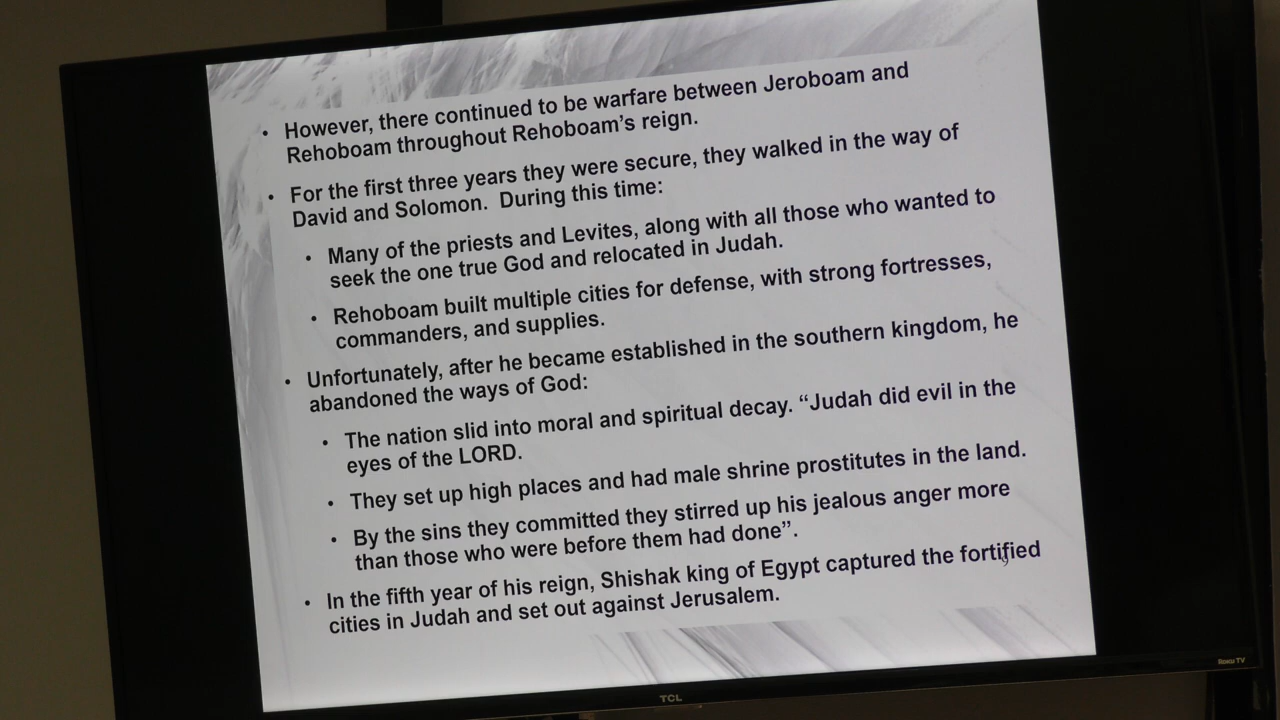 • However, there continued to be warfare between Jeroboam and
Rehoboam throughout Rehoboam's reign.
• For the first three years they were secure, they walked in the way of
David and Solomon.  During this time:
• Many of the priests and Levites, along with all those who wanted to
seek the one true God and relocated in Judah.
• Rehoboam built multiple cities for defense, with strong fortresses,
commanders, and supplies.
• Unfortunately, after he became established in the southern kingdom, he
abandoned the ways of God:
• The nation slid into moral and spiritual decay. “Judah did evil in the
eyes of the LORD.
• They set up high places and had male shrine prostitutes in the land.
• By the sins they committed they stirred up his jealous anger more
than those who were before them had done”.
• In the fifth year of his reign, Shishak king of Egypt captured the fortified
cities in Judah and set out against Jerusalem.
TCL
Roku TV